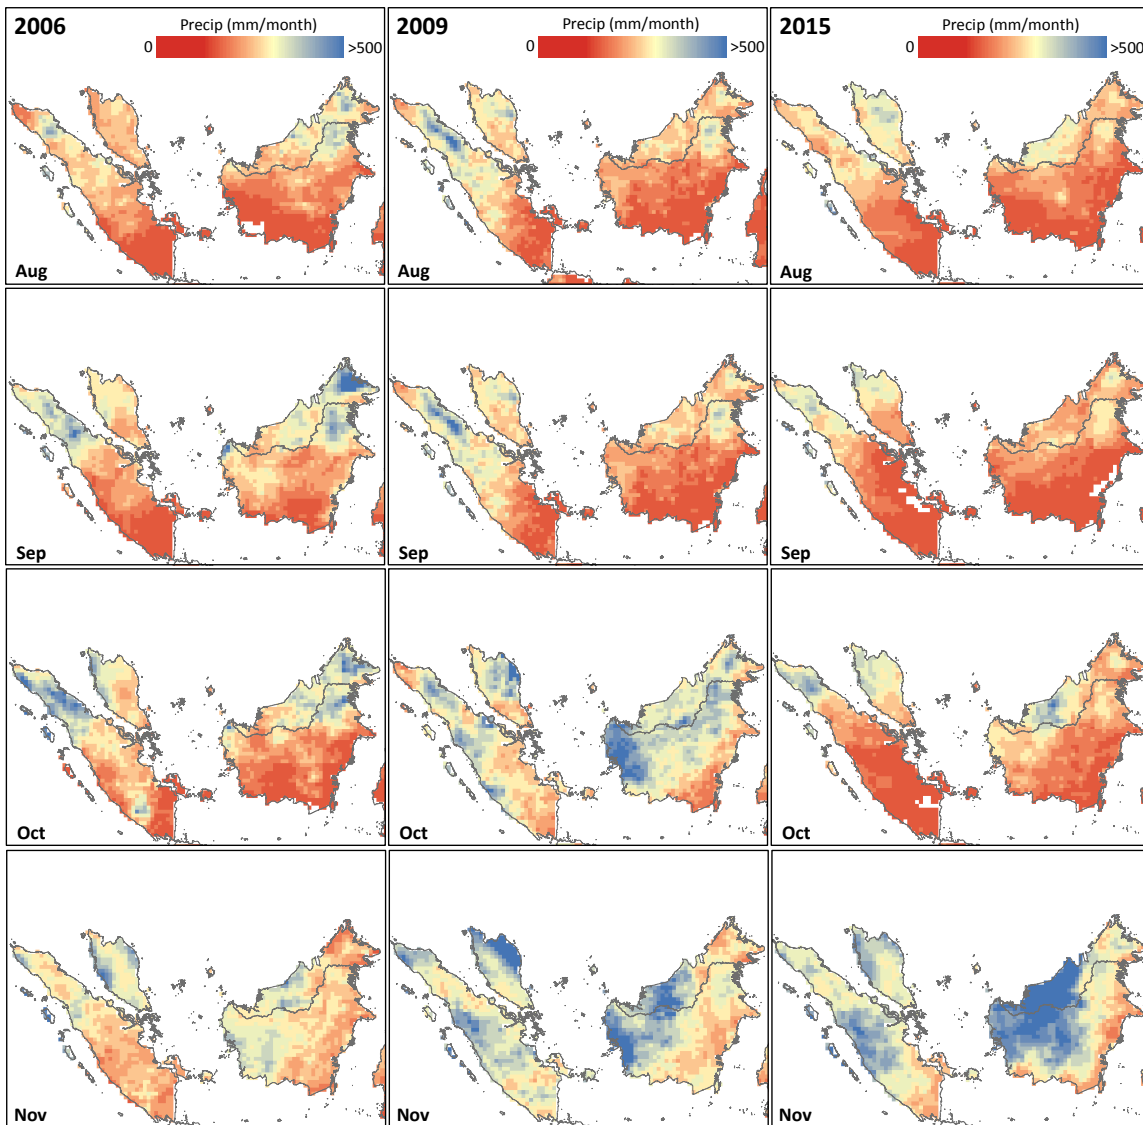 2006 Precip (mm/month)
0 >500
Aug
2009 Precip (mm/month)
0 >500
Aug
2015 Precip (mm/month)
0 >500
Aug
Sep
Sep
Sep
Oct
Oct
Oct
Nov
Nov
Nov